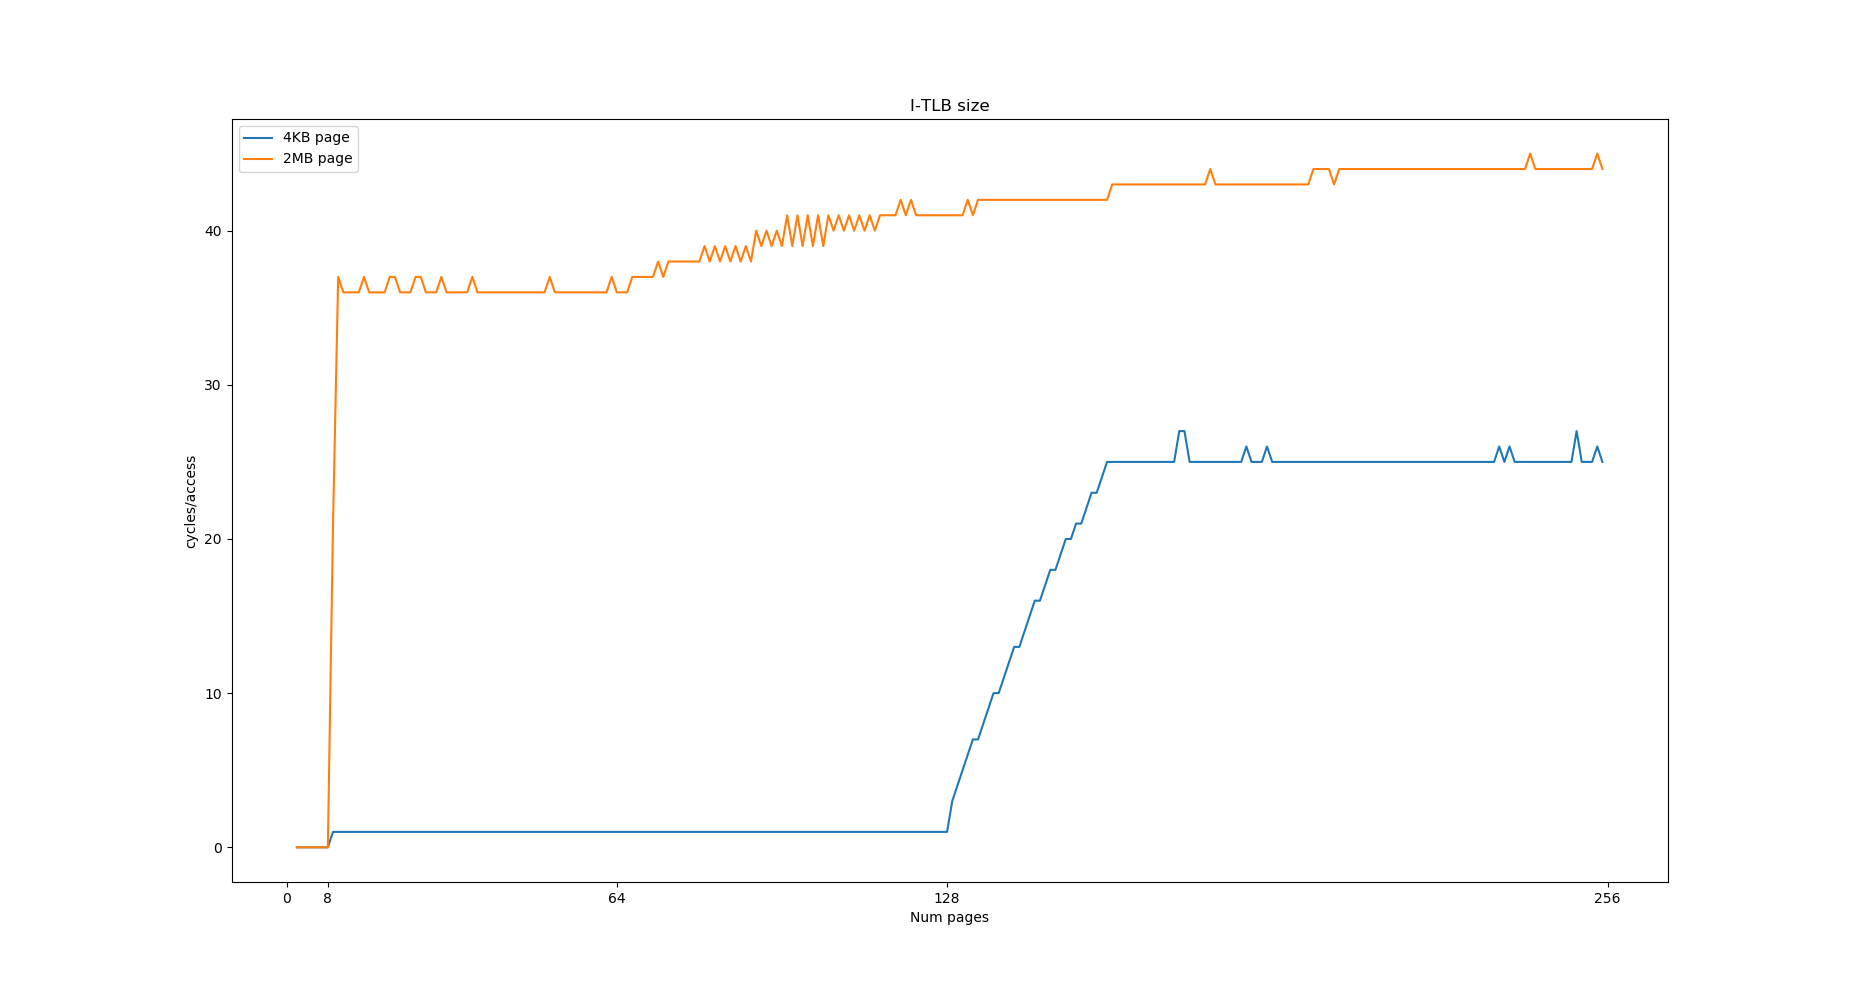 I-TLB size
4KB page
2MB page
40
30
20
10
0
cycles/access
0 8 64 128 256
Num pages